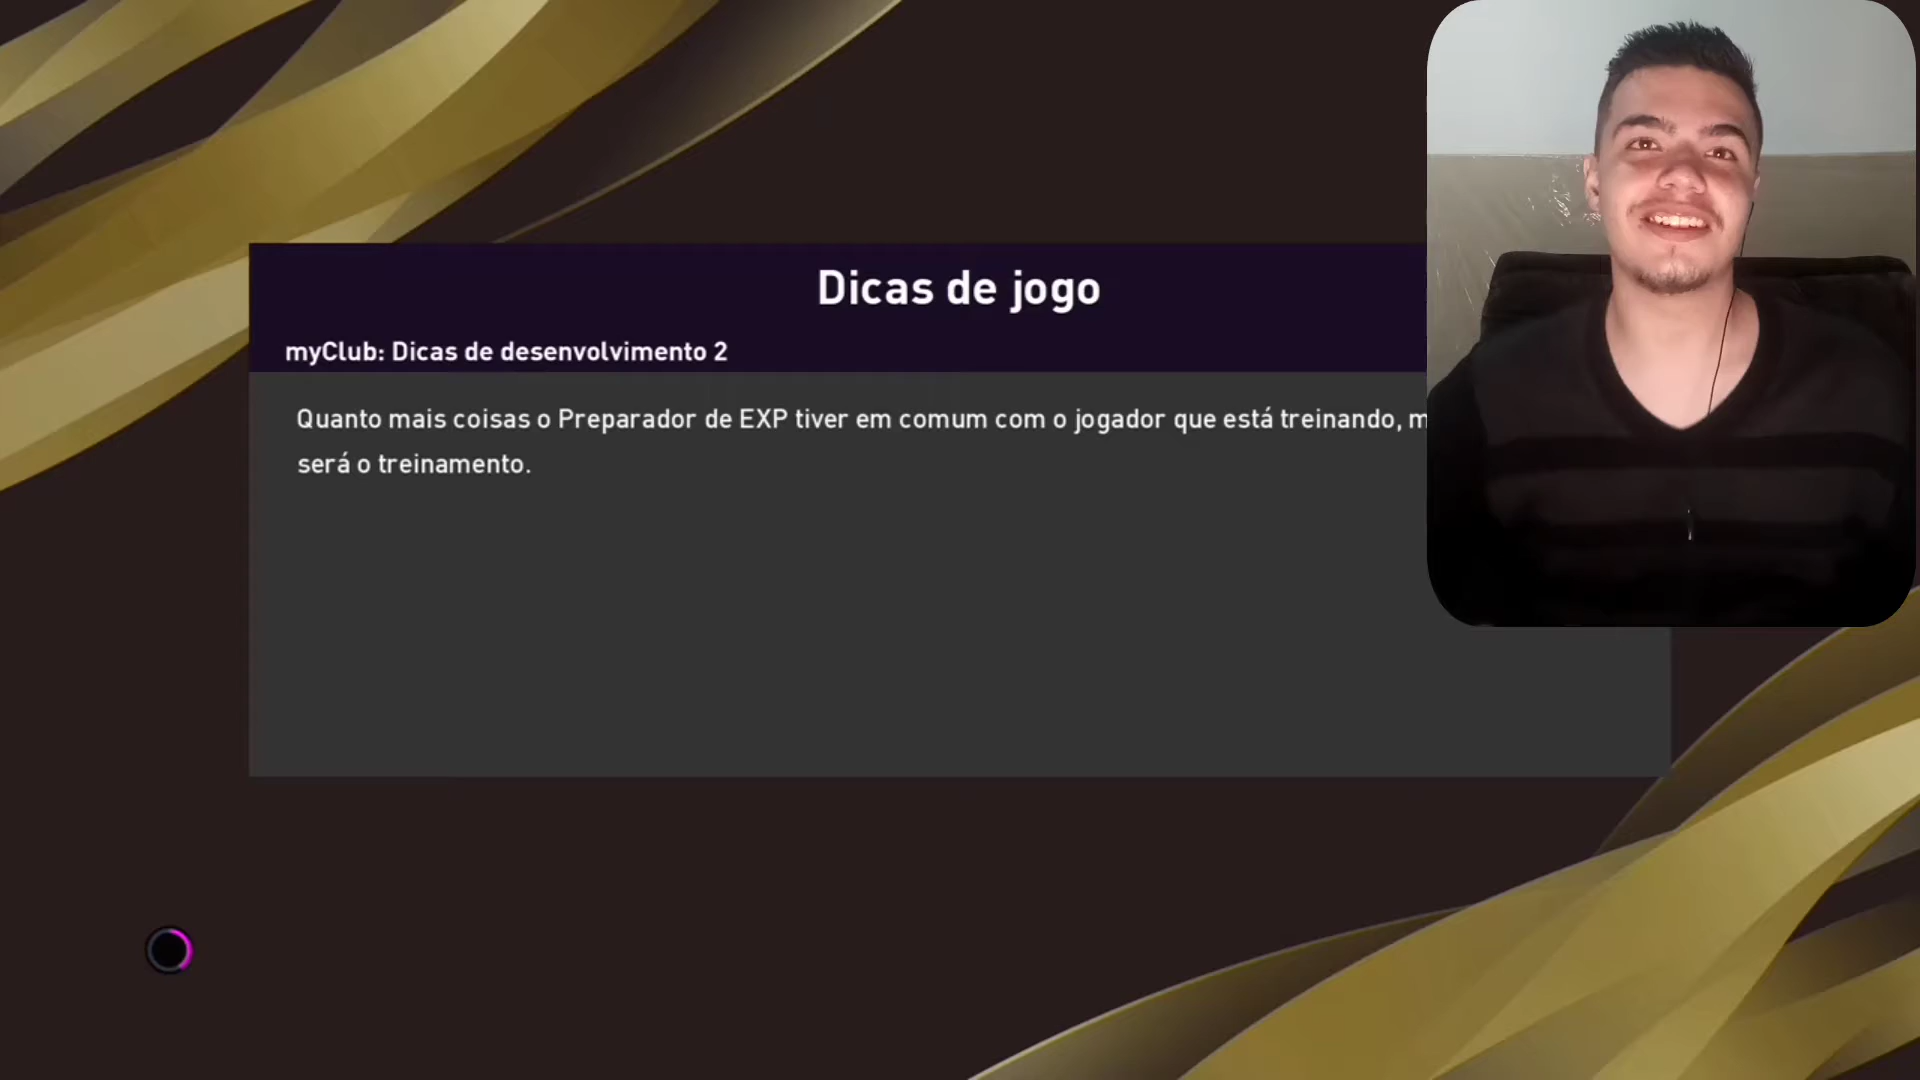 Dicas de jogo
myClub: Dicas de desenvolvimento 2
Quanto mais coisas o Preparador de EXP tiver em comum com o jogador que está treinando,
será o treinamento.